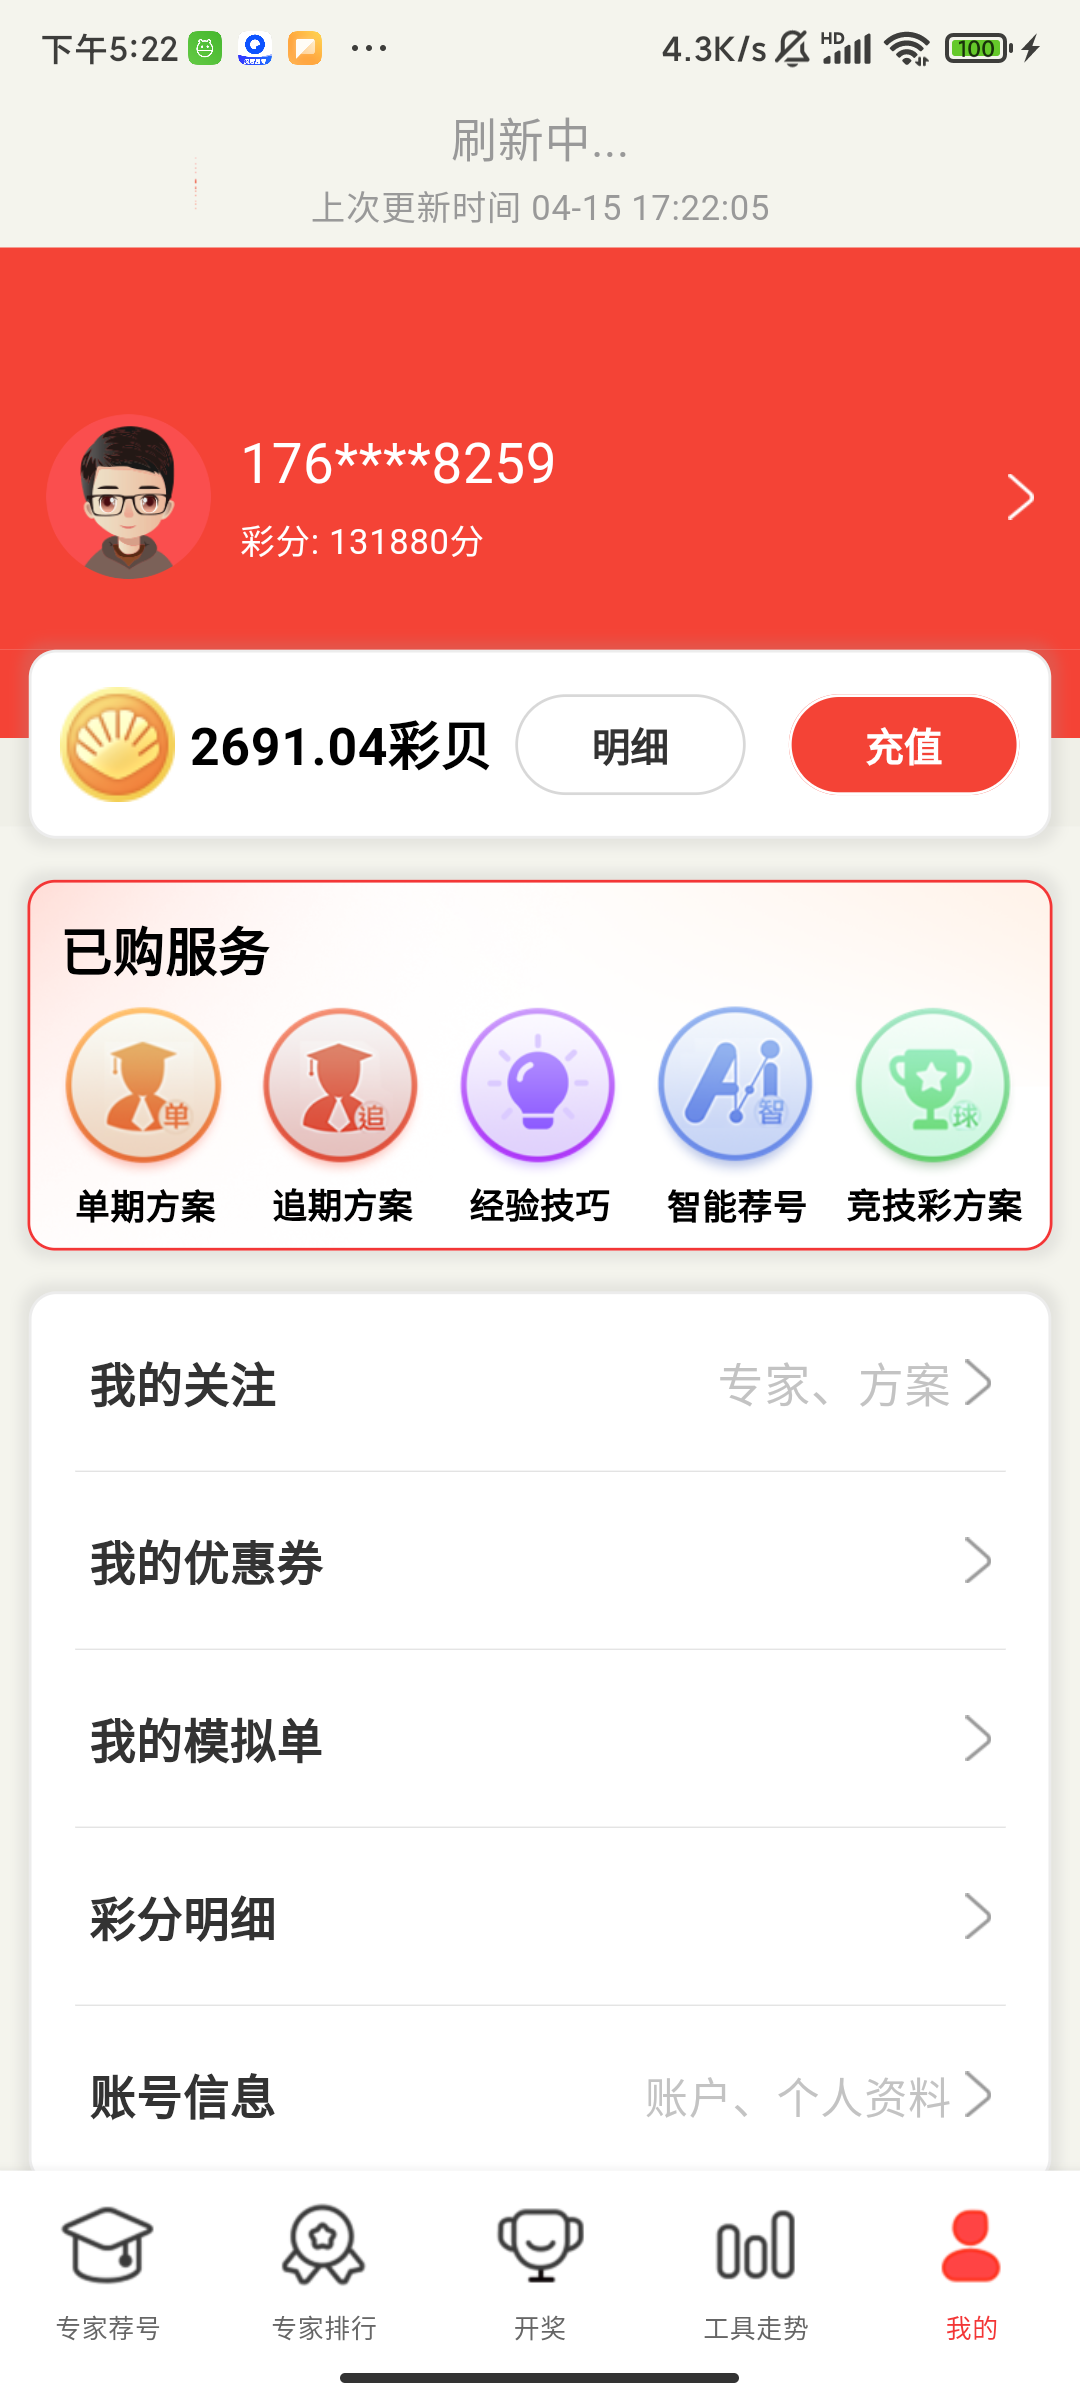 下午5:22
4.3K/s
HD
100
刷新中...
上次更新时间 04-15 17:22:05
176****8259
彩分: 131880分
2691.04彩贝
明细
充值
已购服务
单
追
Ai
智
球
单期方案
追期方案
经验技巧
智能荐号
竞技彩方案
我的关注
专家、方案
我的优惠券
我的模拟单
彩分明细
账号信息
账户、个人资料
专家荐号
专家排行
开奖
工具走势
我的